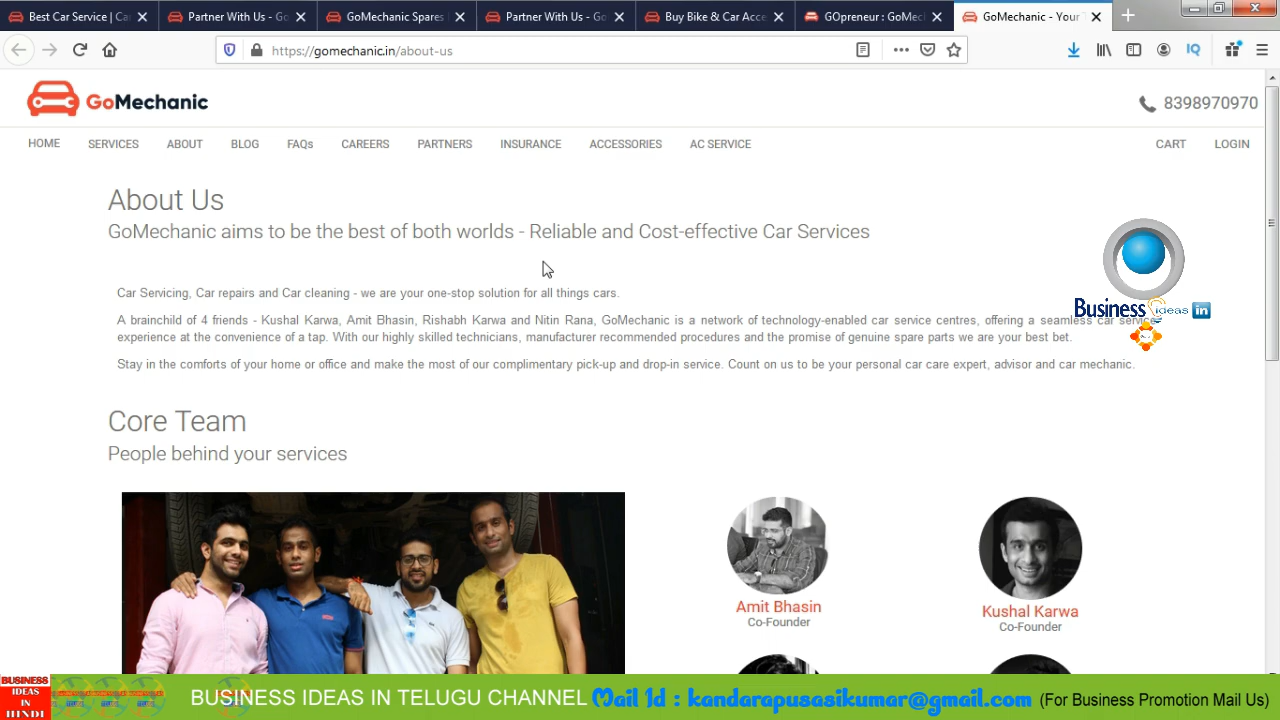 Best Car Service | Ca
Partner With Us - Go
GoMechanic Spares
Partner With Us - Go
Buy Bike & Car Acce
GOpreneur : GoMec
GoMechanic - Your
https://gomechanic.in/about-us
GoMechanic
8398970970
HOME SERVICES ABOUT BLOG FAQs CAREERS PARTNERS INSURANCE ACCESSORIES AC SERVICE CART LOGIN
About Us
GoMechanic aims to be the best of both worlds - Reliable and Cost-effective Car Services
Car Servicing, Car repairs and Car cleaning - we are your one-stop solution for all things cars.
Business ideas in
A brainchild of 4 friends - Kushal Karwa, Amit Bhasin, Rishabh Karwa and Nitin Rana, GoMechanic is a network of technology-enabled car service centres, offering a seamless car service
experience at the convenience of a tap. With our highly skilled technicians, manufacturer recommended procedures and the promise of genuine spare parts we are your best bet.
Stay in the comforts of your home or office and make the most of our complimentary pick-up and drop-in service. Count on us to be your personal car care expert, advisor and car mechanic.
Core Team
People behind your services
Amit Bhasin
Co-Founder
Kushal Karwa
Co-Founder
BUSINESS
IDEAS
IN
HINDI
BUSINESS IDEAS IN TELUGU CHANNEL Mail Id : kandarapusasikumar@gmail.com (For Business Promotion Mail Us)